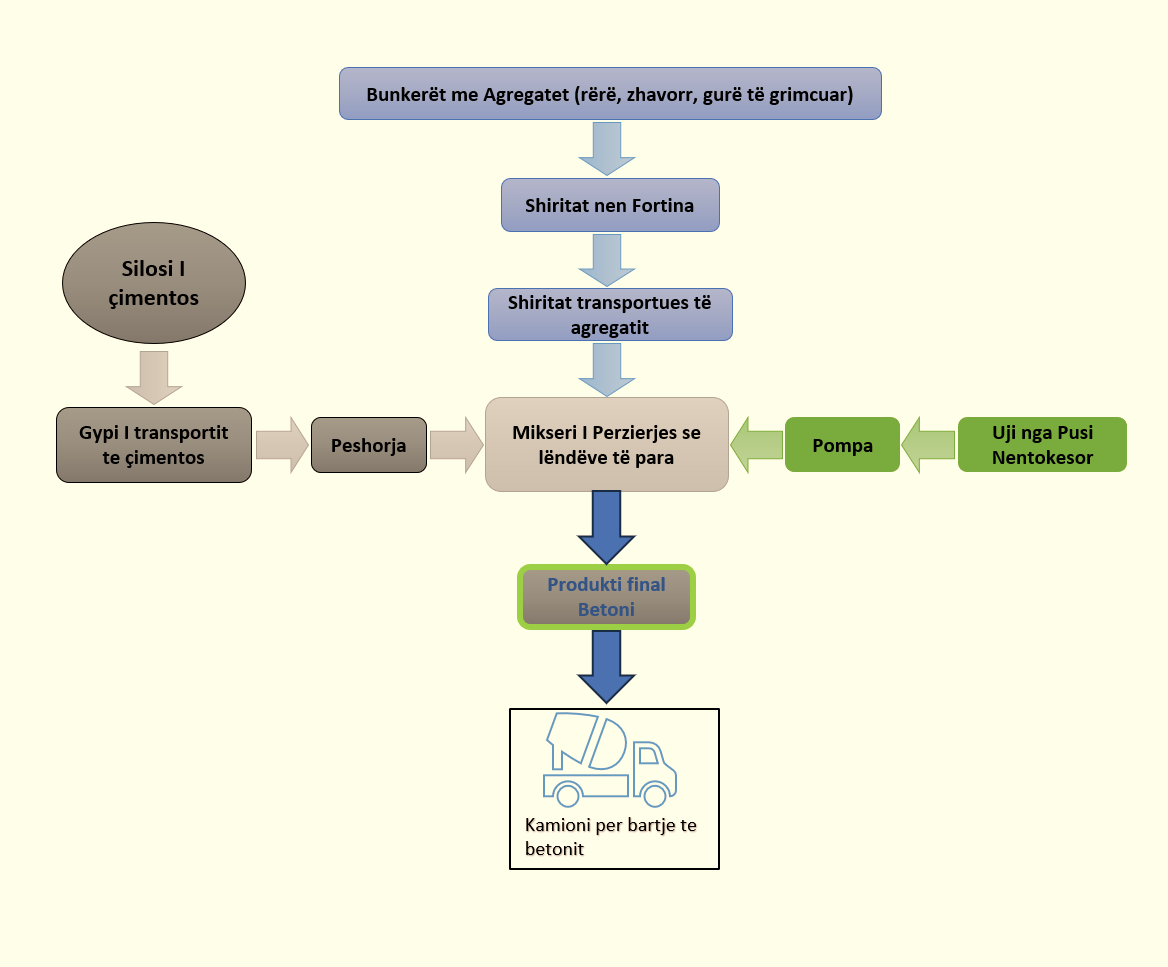 Bunkerët me Agregatet (rërë, zhavorr, gurë të grimcuar)
Shiritat nen Fortina
Silosi I
çimentos
Shiritat transportues të
agregatit
Gypi I transportit
te çimentos
Peshorja
Mikseri I Perzierjes se
lëndëve të para
Pompa
Uji nga Pusi
Nentokesor
Produkti final
Betoni
Kamioni per bartje te
betonit